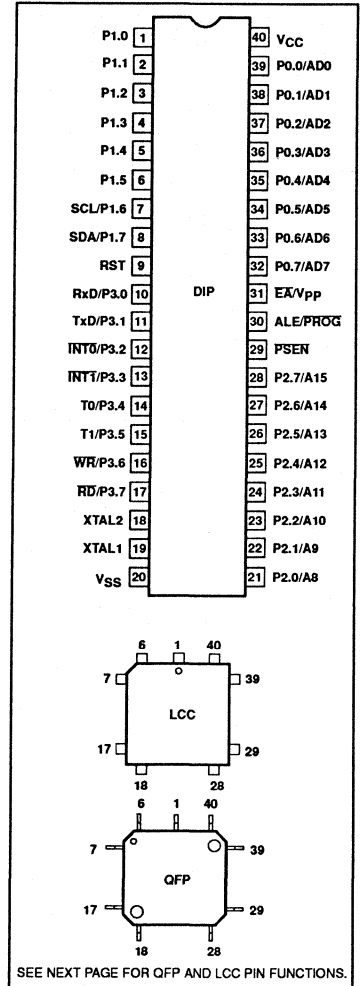 P1.0 1 40 VCC
P1.1 2 39 P0.0/AD0
P1.2 3 38 P0.1/AD1
P1.3 4 37 P0.2/AD2
P1.4 5 36 P0.3/AD3
P1.5 6 35 P0.4/AD4
SCL/P1.6 7 34 P0.5/AD5
SDA/P1.7 8 33 P0.6/AD6
RST 9 32 P0.7/AD7
RxD/P3.0 10 DIP 31 E̅A̅/VPP
TxD/P3.1 11 30 ALE/P̅R̅O̅G̅
I̅N̅T̅0̅/P3.2 12 29 P̅S̅E̅N̅
I̅N̅T̅1̅/P3.3 13 28 P2.7/A15
T0/P3.4 14 27 P2.6/A14
T1/P3.5 15 26 P2.5/A13
W̅R̅/P3.6 16 25 P2.4/A12
R̅D̅/P3.7 17 24 P2.3/A11
XTAL2 18 23 P2.2/A10
XTAL1 19 22 P2.1/A9
VSS 20 21 P2.0/A8
6 1 40
7 39
LCC
17 29
18 28
6 1 40
7 39
QFP
17 29
18 28
SEE NEXT PAGE FOR QFP AND LCC PIN FUNCTIONS.